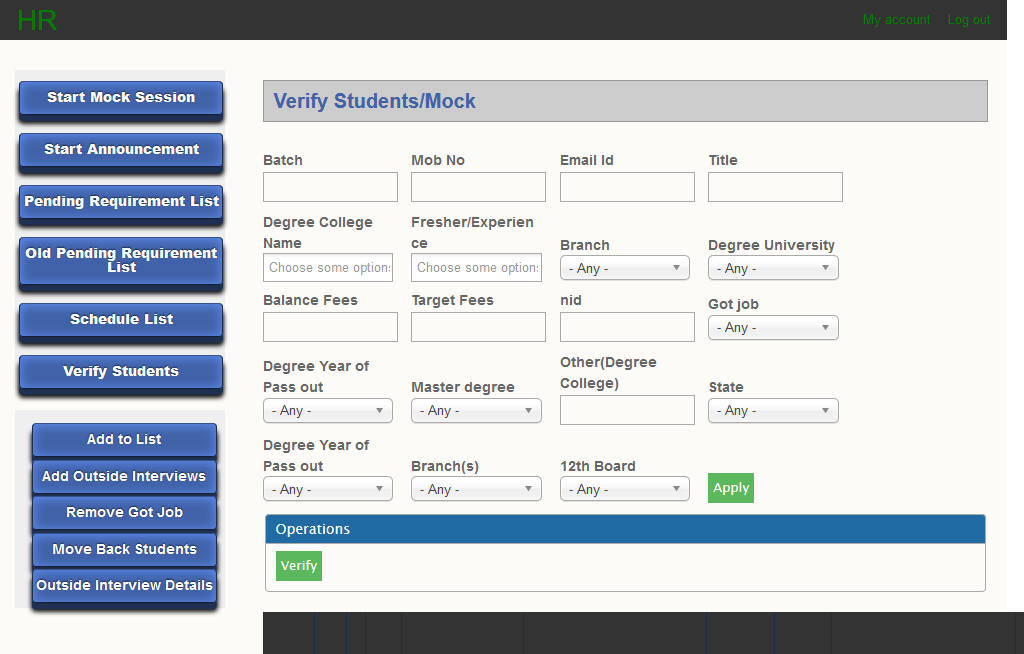 HR
My account Log out
Start Mock Session
Start Announcement
Pending Requirement List
Old Pending Requirement
List
Schedule List
Verify Students
Add to List
Add Outside Interviews
Remove Got Job
Move Back Students
Outside Interview Details
Verify Students/Mock
Batch Mob No Email Id Title
Degree College
Name
Choose some option
Fresher/Experien
ce
Choose some option
Branch
- Any -
Degree University
- Any -
Balance Fees Target Fees nid
Got job
- Any -
Degree Year of
Pass out
- Any -
Master degree
- Any -
Other(Degree
College)
State
- Any -
Degree Year of
Pass out
- Any -
Branch(s)
- Any -
12th Board
- Any -
Apply
Operations
Verify